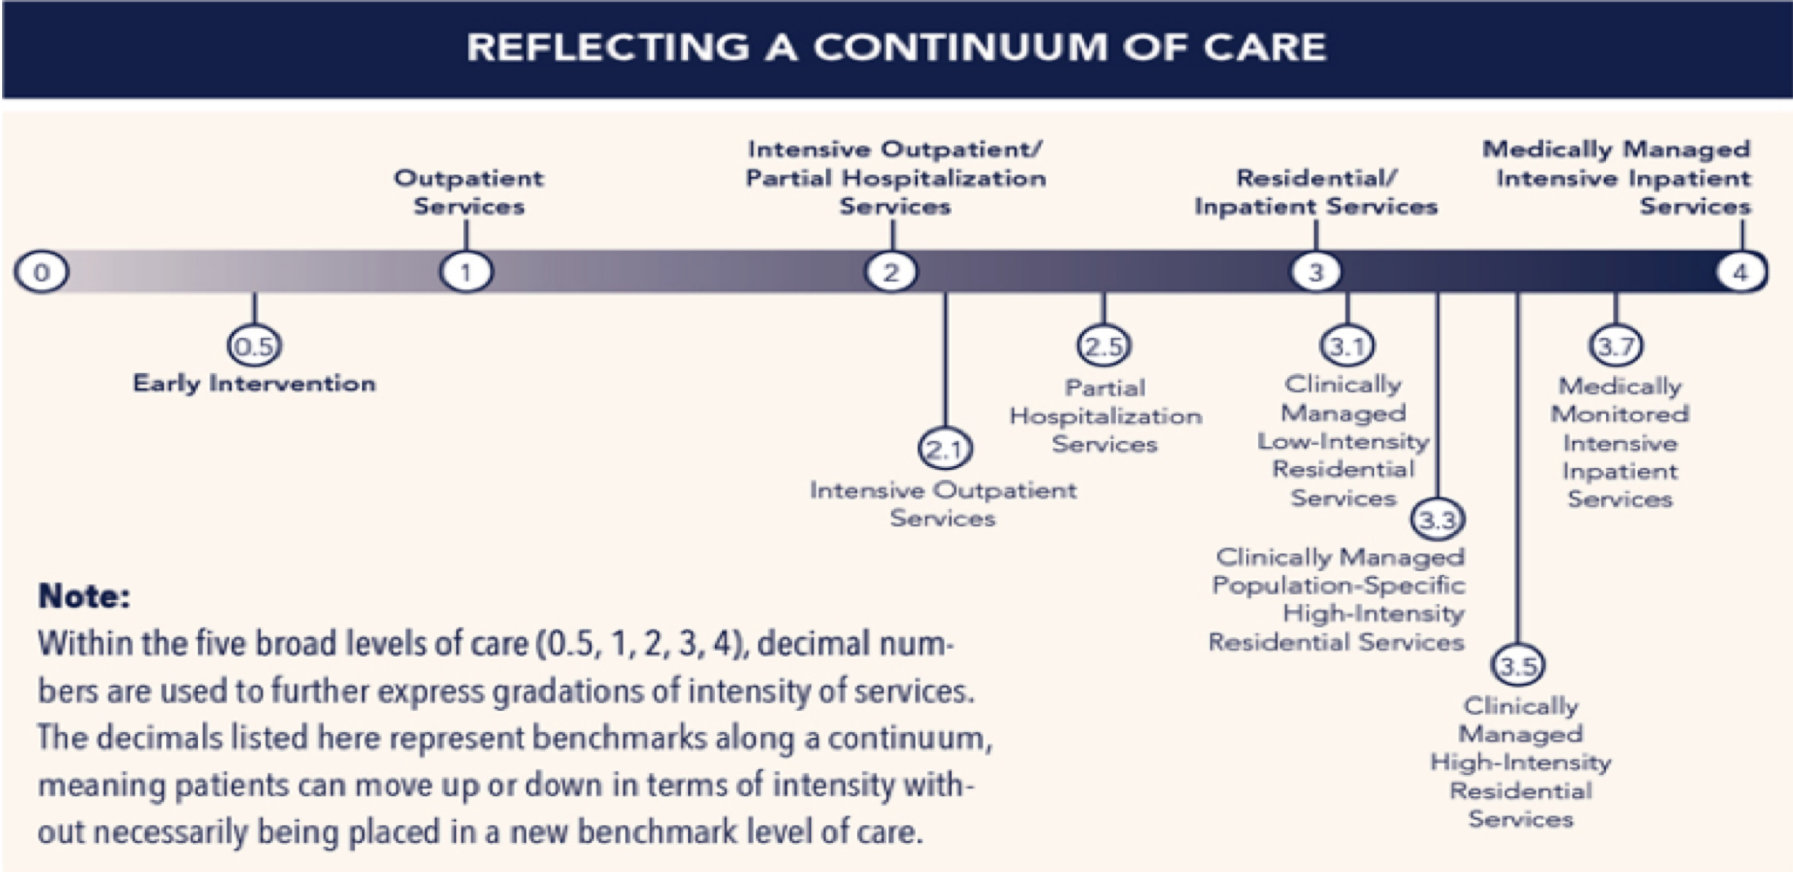 REFLECTING A CONTINUUM OF CARE
Outpatient
Services
Intensive Outpatient/
Partial Hospitalization
Services
Residential/
Inpatient Services
Medically Managed
Intensive Inpatient
Services
0
1
2
3
4
0.5
Early Intervention
2.1
Intensive Outpatient
Services
2.5
Partial
Hospitalization
Services
3.1
Clinically
Managed
Low-Intensity
Residential
Services
3.3
Clinically Managed
Population-Specific
High-Intensity
Residential Services
3.5
Clinically
Managed
High-Intensity
Residential
Services
3.7
Medically
Monitored
Intensive
Inpatient
Services
Note:
Within the five broad levels of care (0.5, 1, 2, 3, 4), decimal num-
bers are used to further express gradations of intensity of services.
The decimals listed here represent benchmarks along a continuum,
meaning patients can move up or down in terms of intensity with-
out necessarily being placed in a new benchmark level of care.